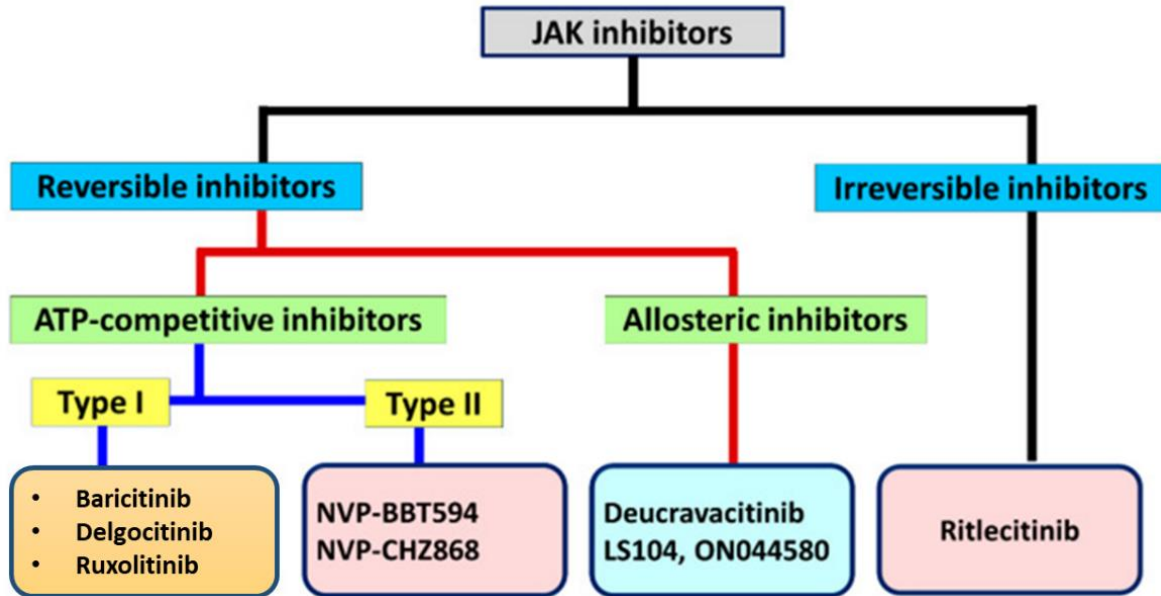 JAK inhibitors
Reversible inhibitors
Irreversible inhibitors
ATP-competitive inhibitors
Allosteric inhibitors
Type I
Type II
• Baricitinib
• Delgocitinib
• Ruxolitinib
NVP-BBT594
NVP-CHZ868
Deucravacitinib
LS104, ON044580
Ritlecitinib